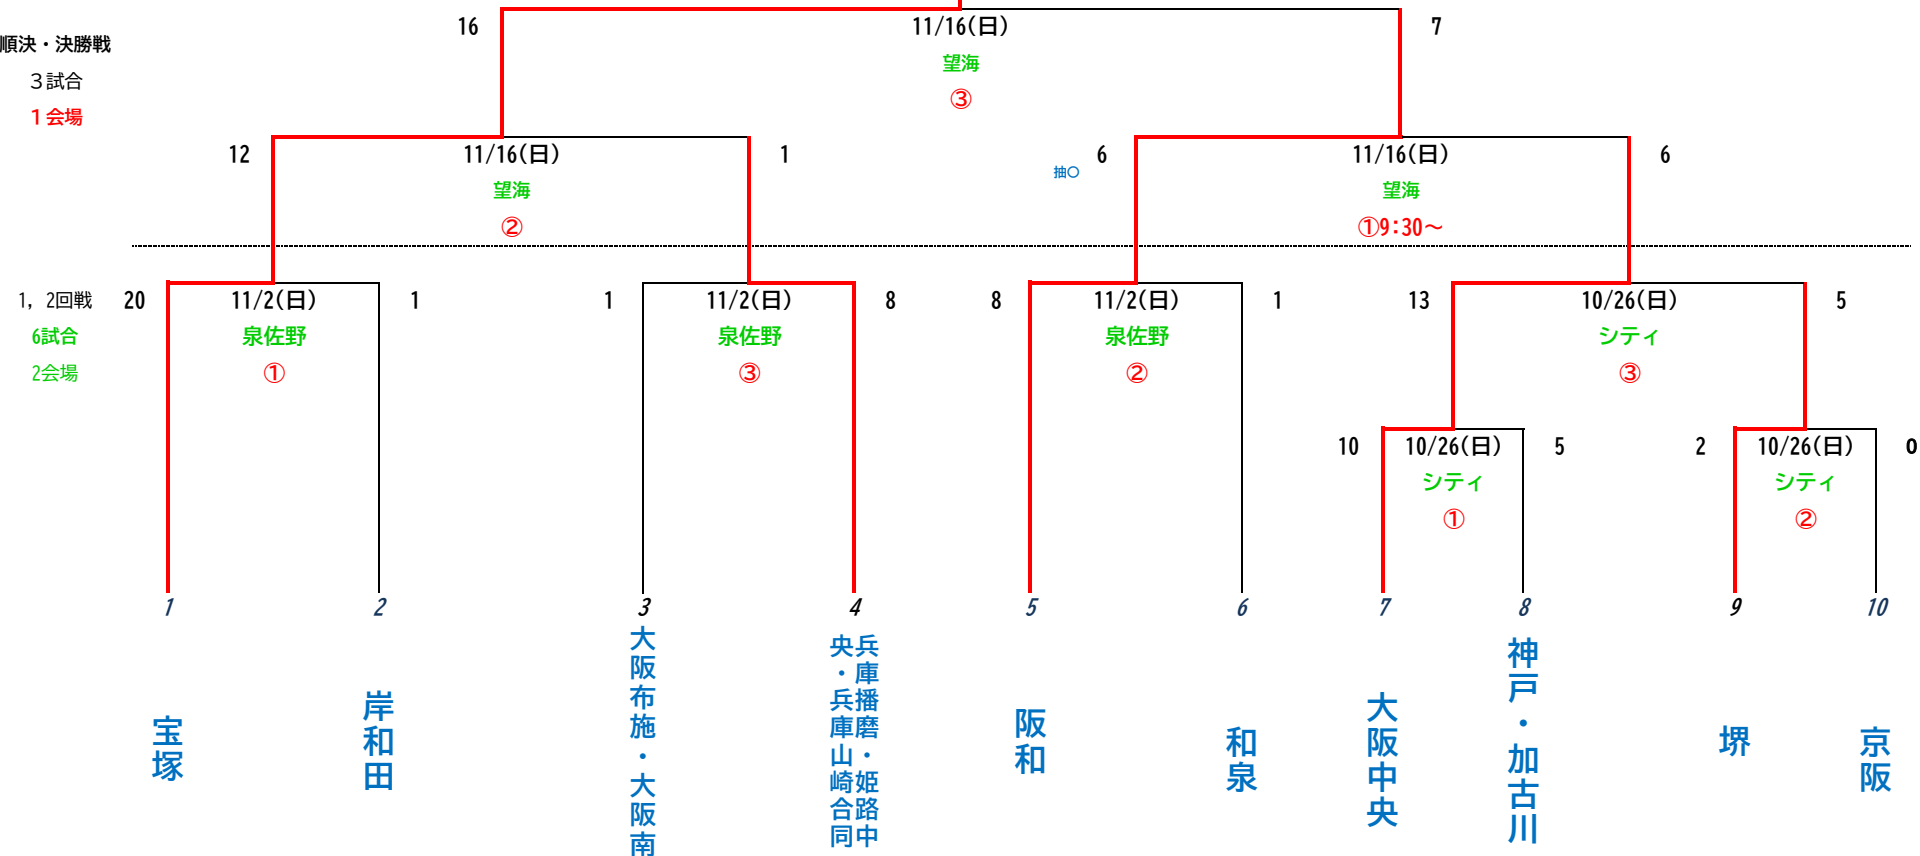 16
11/16(日)
7
順決・決勝戦
望海
３試合
③
１会場
12
11/16(日)
1
6
11/16(日)
6
抽〇
望海
望海
②
①9:30～
1, 2回戦
20
11/2(日)
1
1
11/2(日)
8
8
11/2(日)
1
13
10/26(日)
5
6試合
泉佐野
泉佐野
泉佐野
シティ
2会場
①
③
②
③
10
10/26(日)
5
2
10/26(日)
0
シティ
シティ
①
②
1
2
3
4
5
6
7
8
9
10
宝塚
岸和田
大阪布施・大阪南
兵庫播磨・姫路中
央・兵庫山崎合同
阪和
和泉
大阪中央
神戸・加古川
堺
京阪